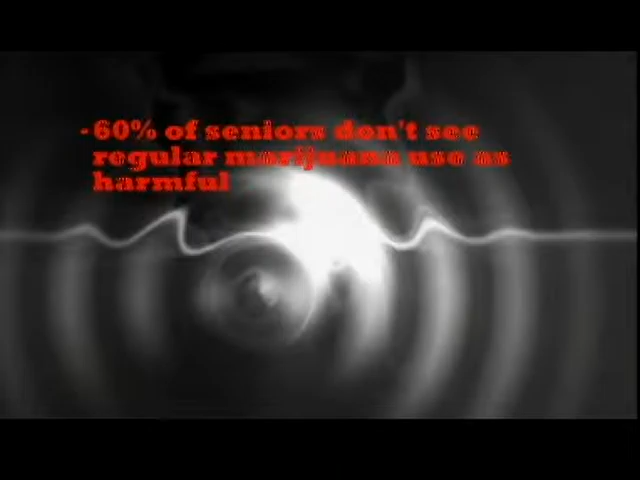 -60% of seniors don't see
regular marijuana use as
harmful